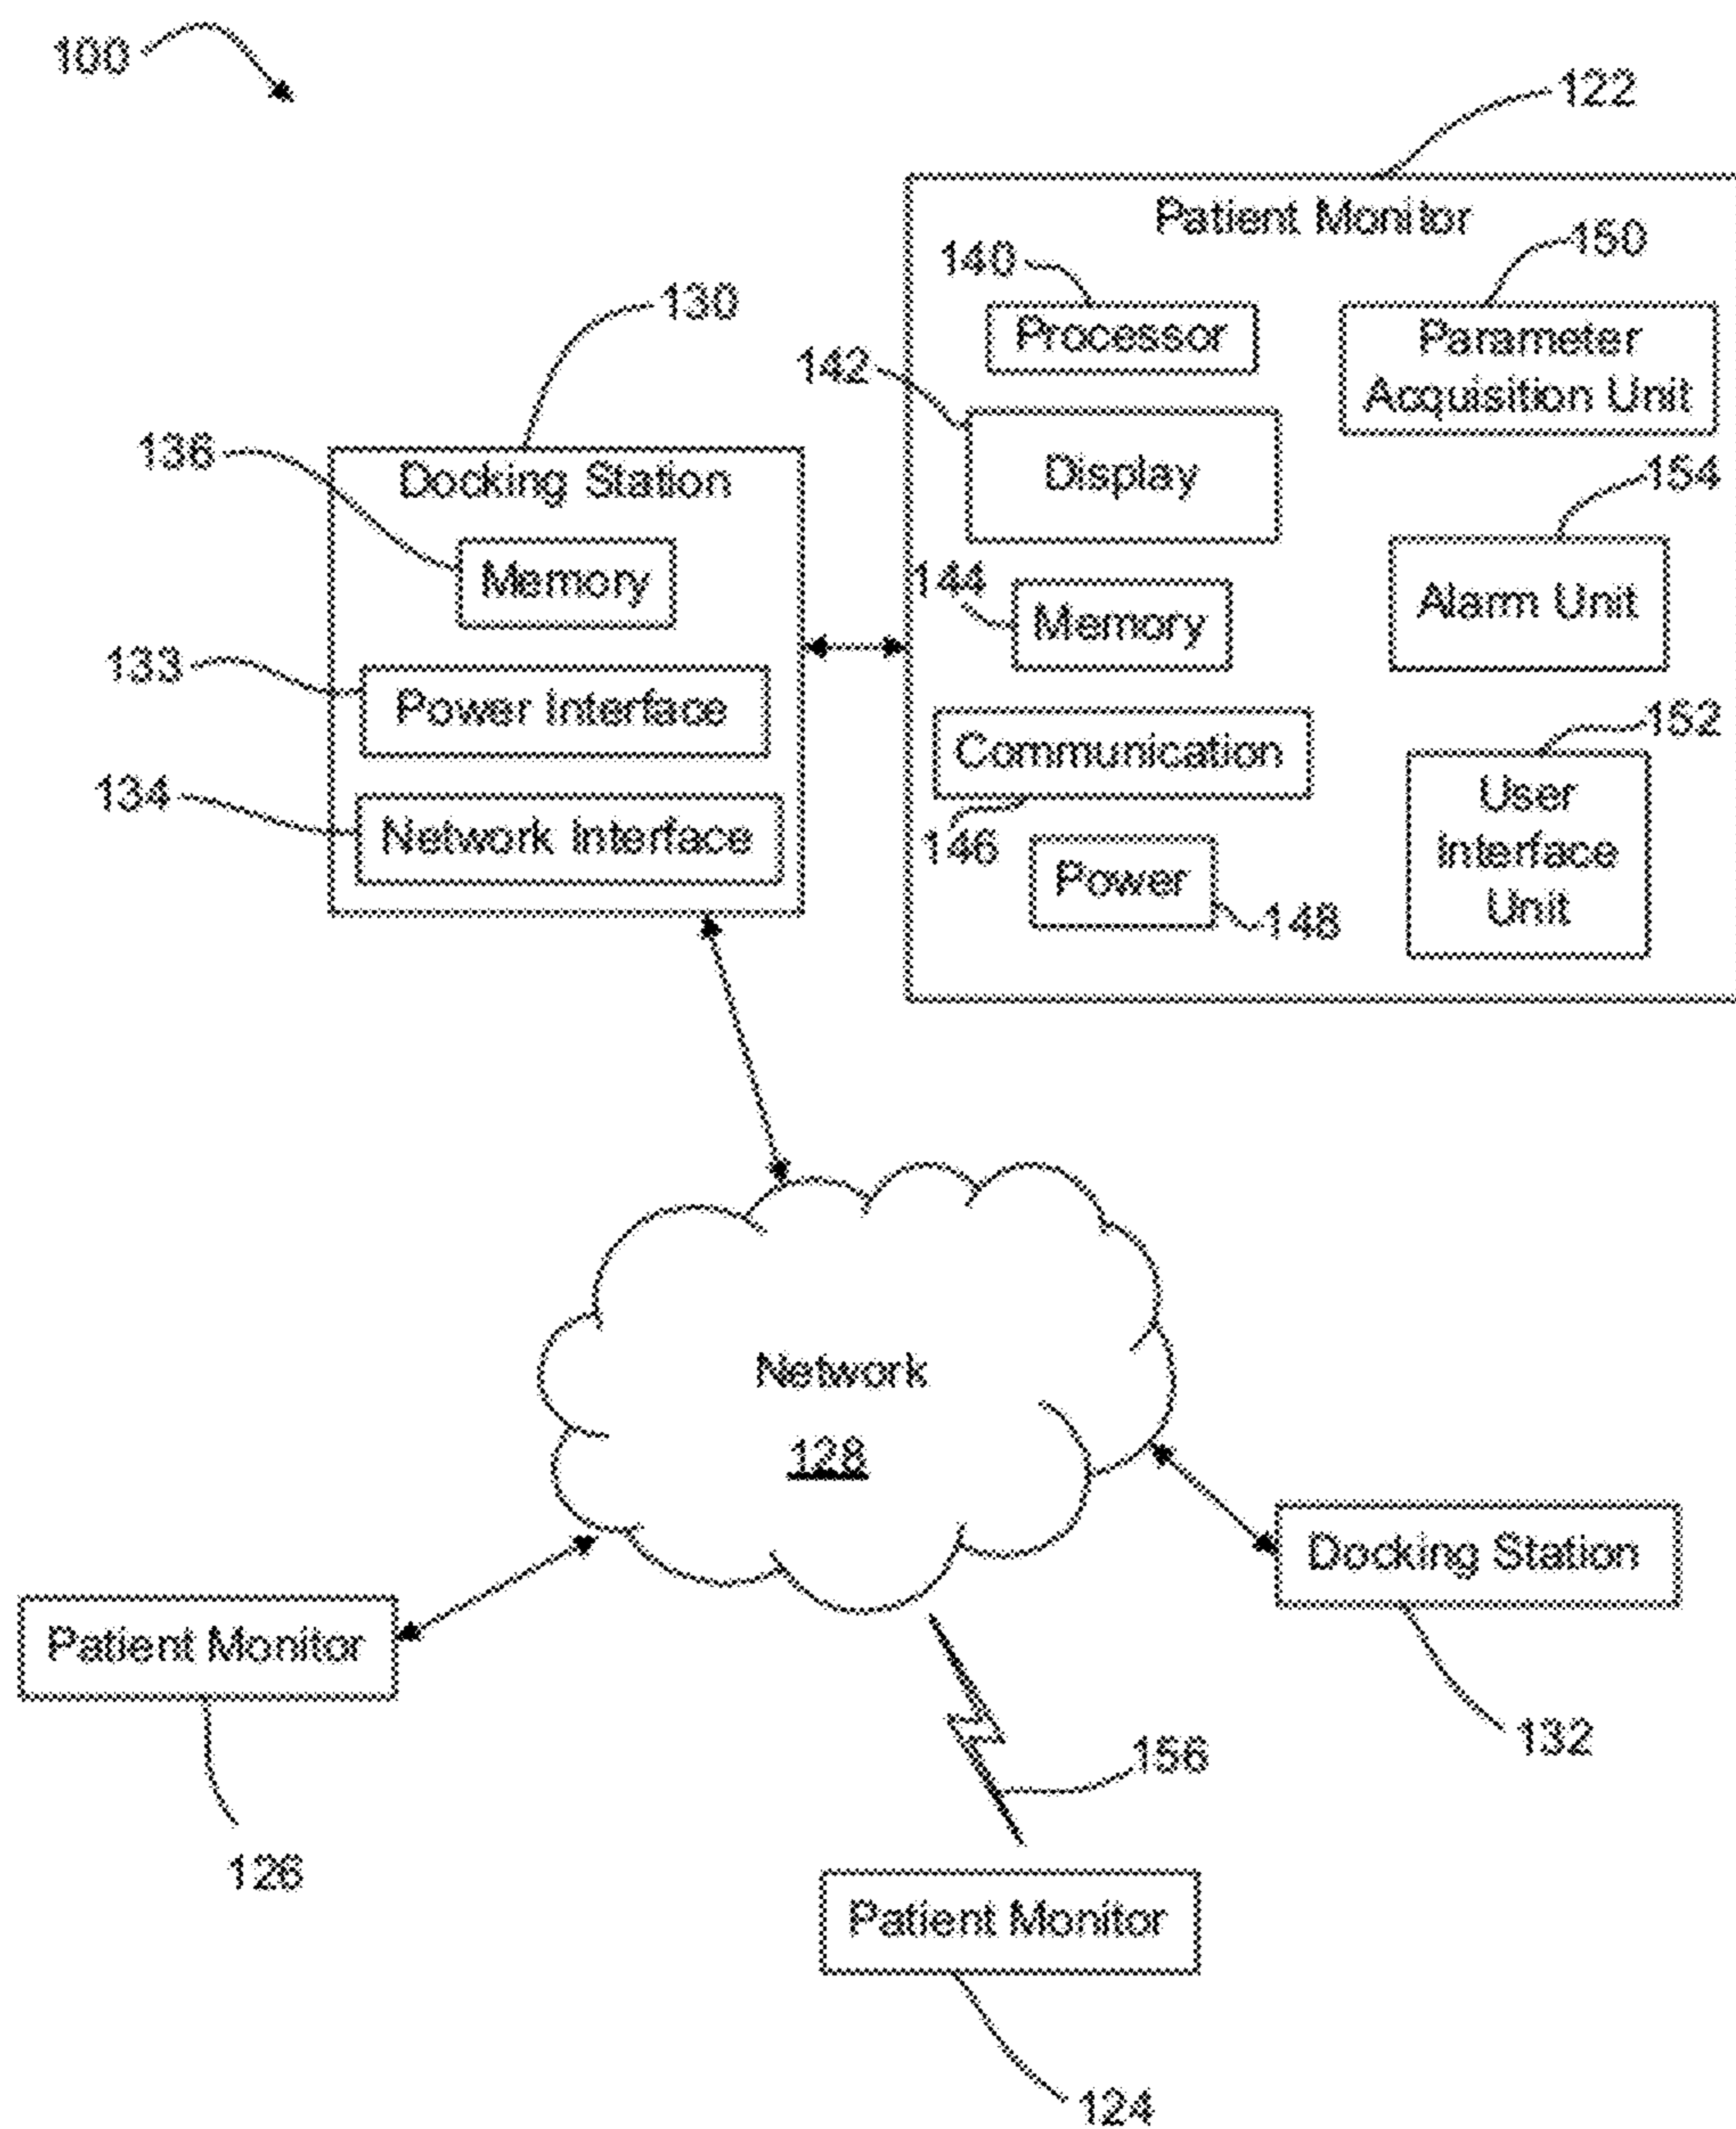 100
122
Patient Monitor
140
150
Processor
Parameter
Acquisition Unit
130
142
Display
136
Docking Station
154
Memory
144
Memory
Alarm Unit
133
Power Interface
152
Communication
134
Network Interface
146
User
Interface
Unit
Power
148
Network
128
Docking Station
Patient Monitor
132
156
126
Patient Monitor
124